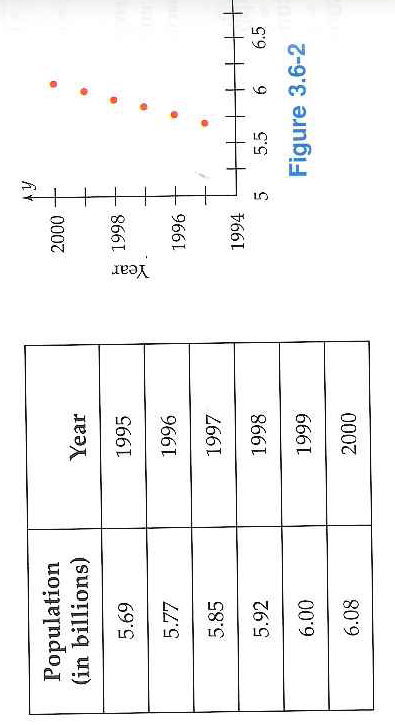 Population
(in billions) Year
5.69 1995
5.77 1996
5.85 1997
5.92 1998
6.00 1999
6.08 2000
y
2000
1998
1996
1994
Year
5 5.5 6 6.5
Figure 3.6-2